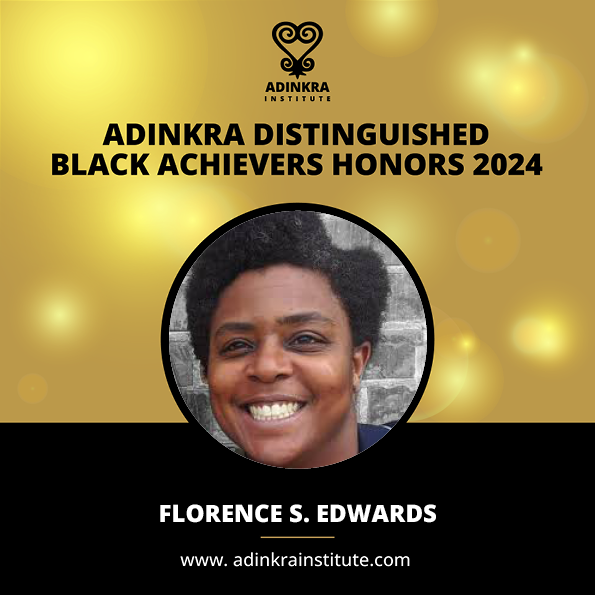 ADINKRA
INSTITUTE
ADINKRA DISTINGUISHED
BLACK ACHIEVERS HONORS 2024
FLORENCE S. EDWARDS
www. adinkrainstitute.com